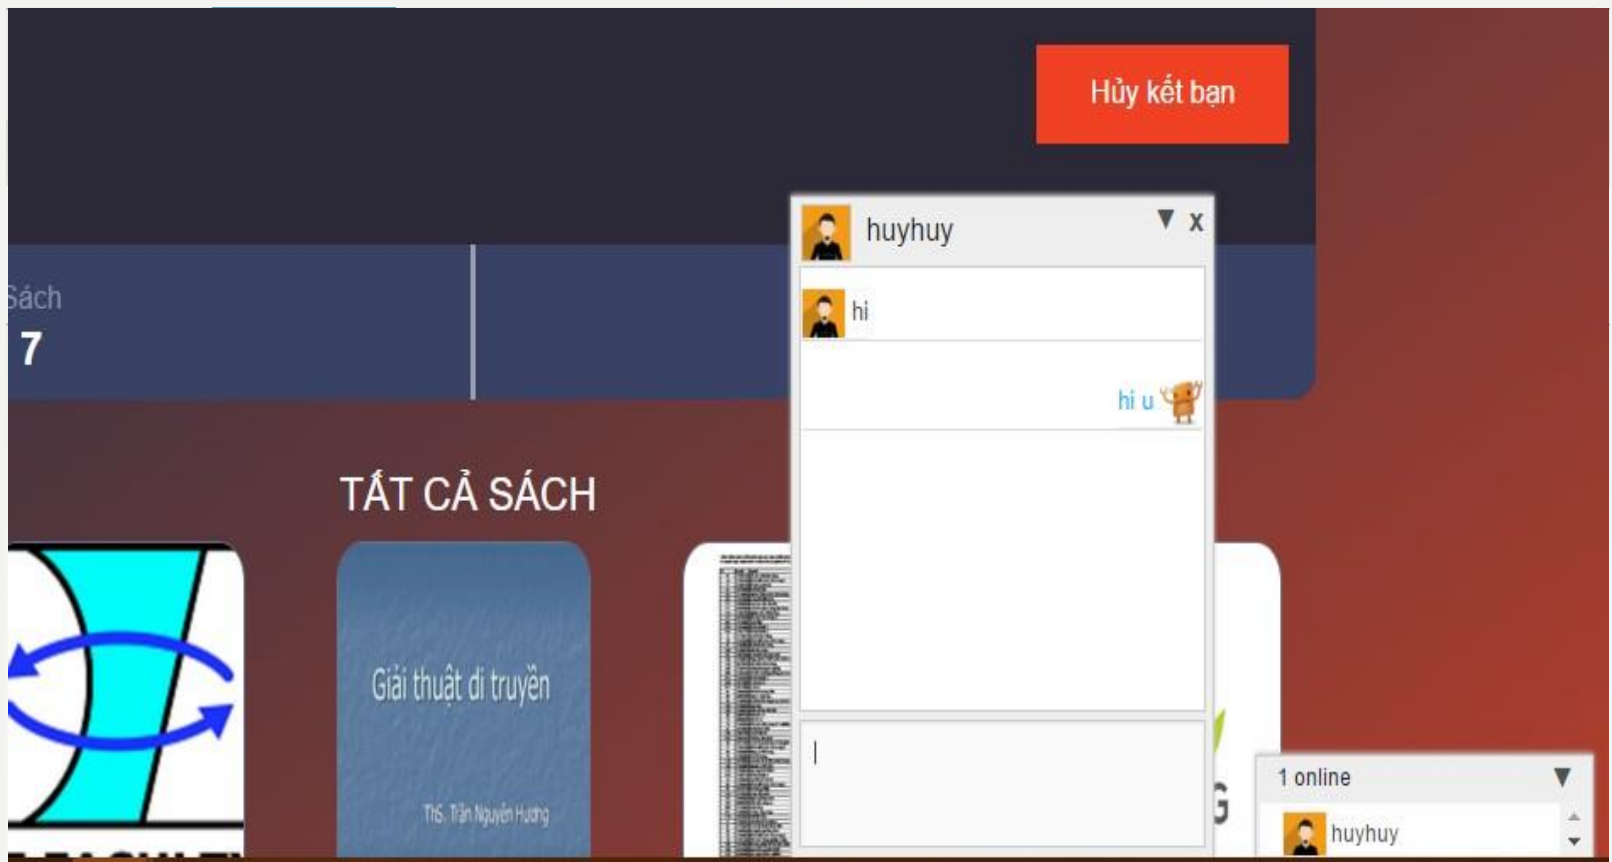 Hủy kết bạn
huyhuy
x
Sách
7
hi
hi u
TẤT CẢ SÁCH
Giải thuật di truyền
ThS. Trần Nguyên Hương
G
1 online
huyhuy